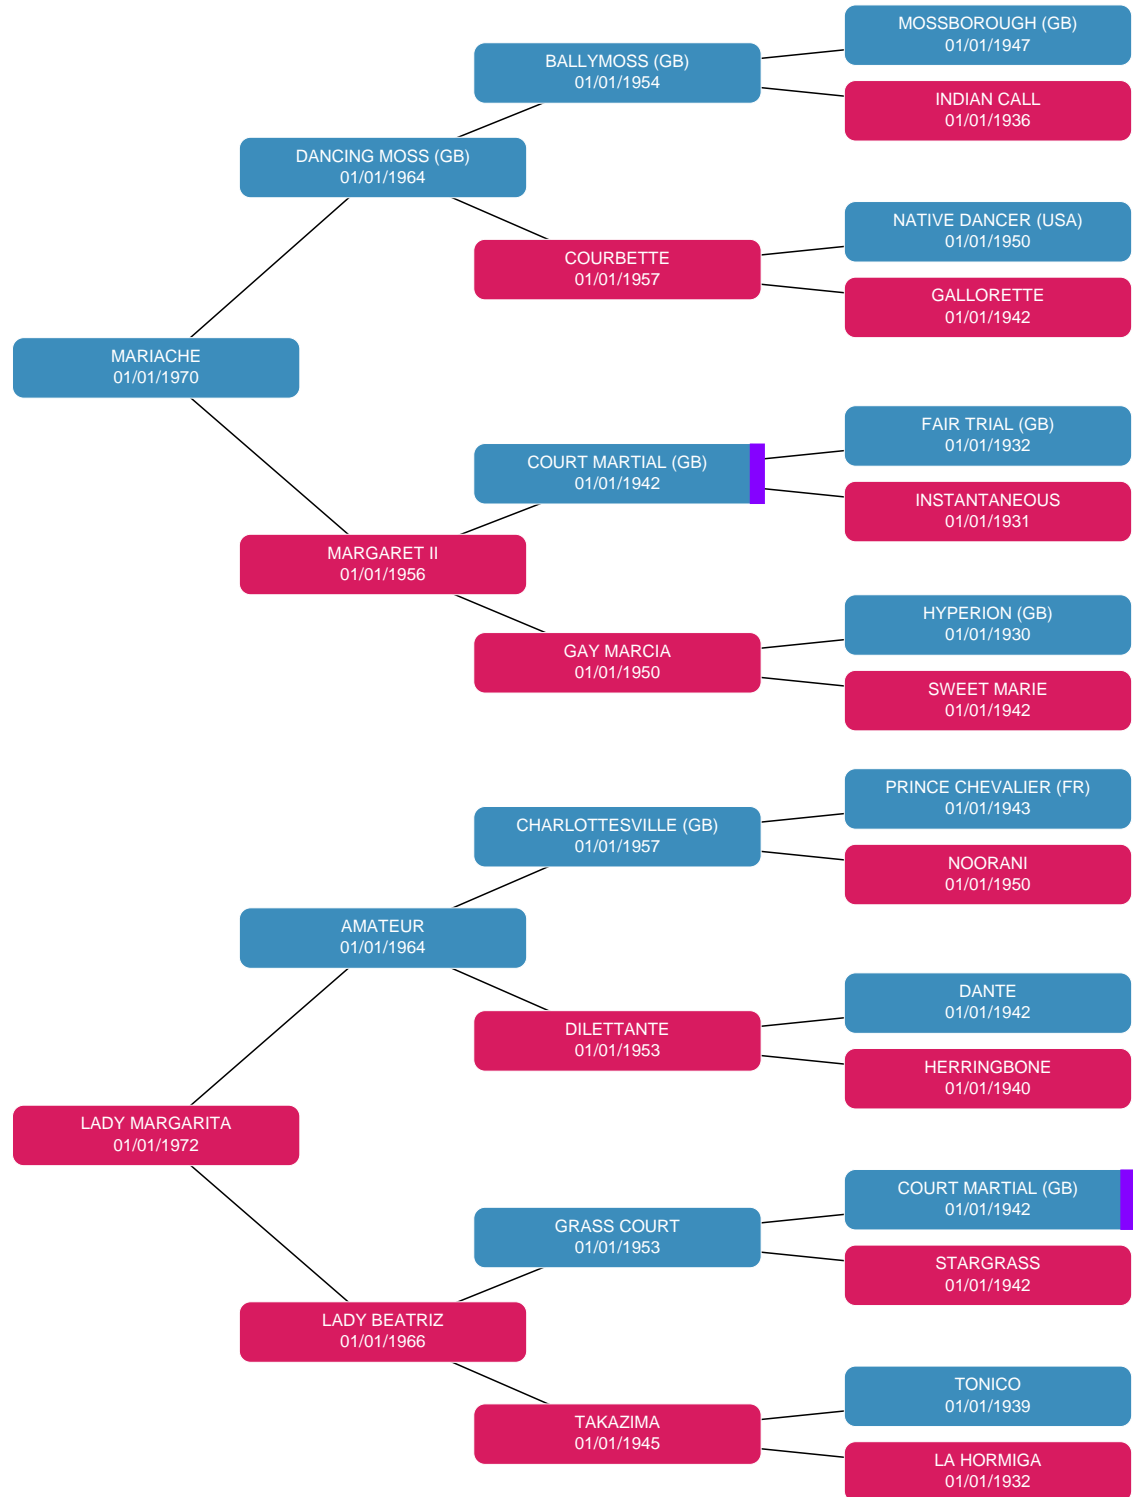 MOSSBOROUGH (GB)
01/01/1947
BALLYMOSS (GB)
01/01/1954
INDIAN CALL
01/01/1936
DANCING MOSS (GB)
01/01/1964
NATIVE DANCER (USA)
01/01/1950
COURBETTE
01/01/1957
GALLORETTE
01/01/1942
MARIACHE
01/01/1970
FAIR TRIAL (GB)
01/01/1932
COURT MARTIAL (GB)
01/01/1942
INSTANTANEOUS
01/01/1931
MARGARET II
01/01/1956
HYPERION (GB)
01/01/1930
GAY MARCIA
01/01/1950
SWEET MARIE
01/01/1942
PRINCE CHEVALIER (FR)
01/01/1943
CHARLOTTESVILLE (GB)
01/01/1957
NOORANI
01/01/1950
AMATEUR
01/01/1964
DANTE
01/01/1942
DILETTANTE
01/01/1953
HERRINGBONE
01/01/1940
LADY MARGARITA
01/01/1972
COURT MARTIAL (GB)
01/01/1942
GRASS COURT
01/01/1953
STARGRASS
01/01/1942
LADY BEATRIZ
01/01/1966
TONICO
01/01/1939
TAKAZIMA
01/01/1945
LA HORMIGA
01/01/1932